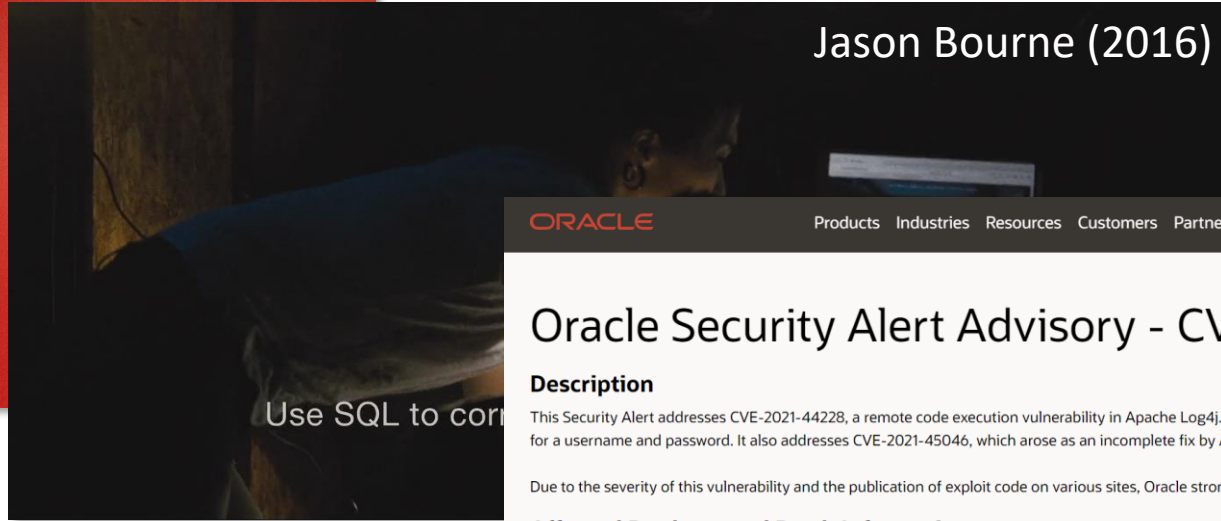 Jason Bourne (2016)
Use SQL to corr
ORACLE
Products Industries Resources Customers Partne
Oracle Security Alert Advisory - CV
Description
This Security Alert addresses CVE-2021-44228, a remote code execution vulnerability in Apache Log4j.
for a username and password. It also addresses CVE-2021-45046, which arose as an incomplete fix by A
Due to the severity of this vulnerability and the publication of exploit code on various sites, Oracle stron